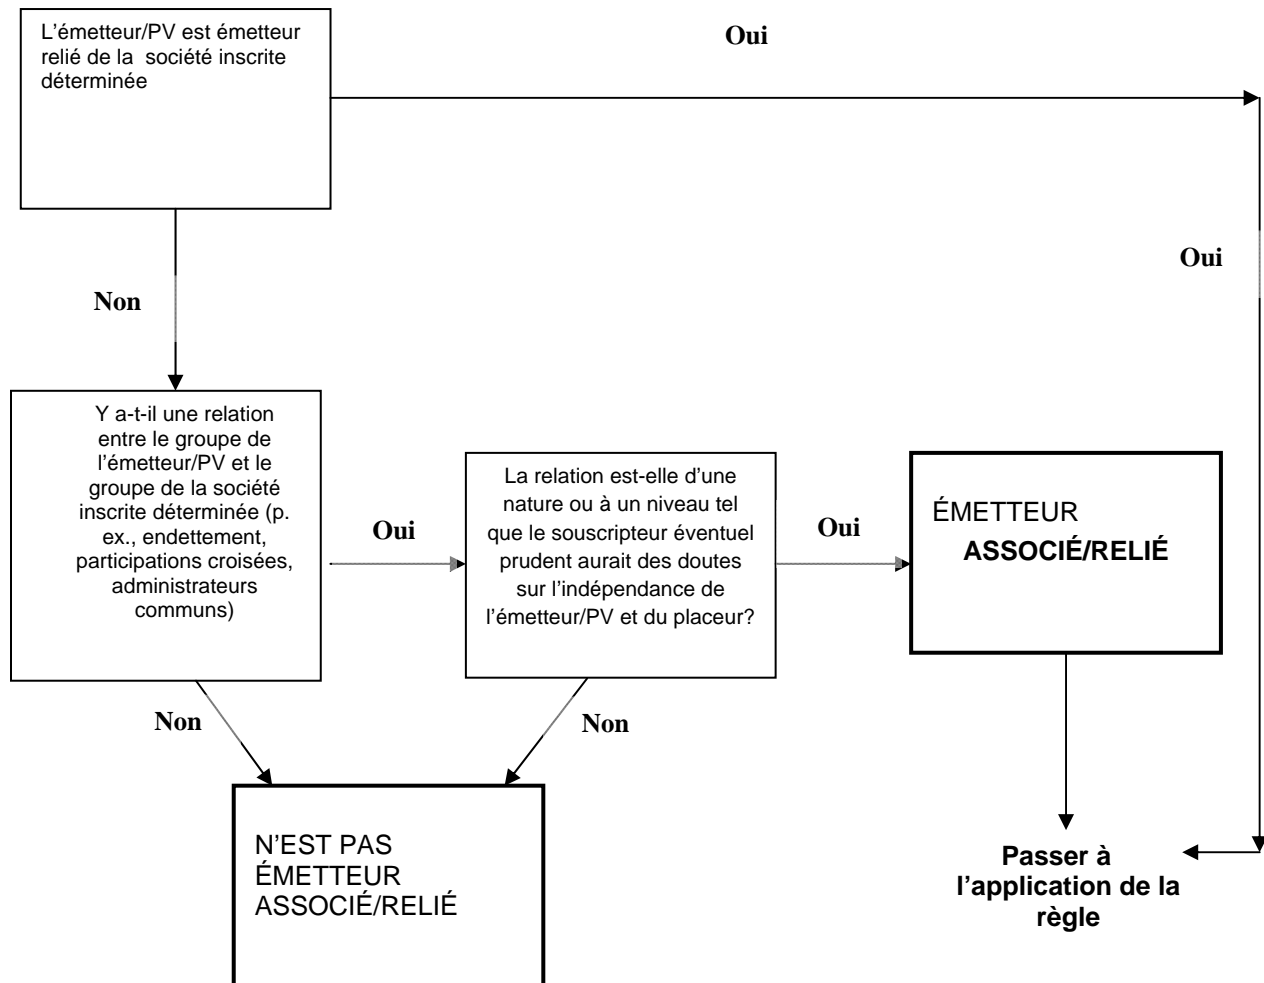 L’émetteur/PV est émetteur
relié de la  société inscrite
déterminée
Oui
Oui
Non
Y a-t-il une relation
entre le groupe de
l’émetteur/PV et le
groupe de la société
inscrite déterminée (p.
ex., endettement,
participations croisées,
administrateurs
communs)
Oui
La relation est-elle d’une
nature ou à un niveau tel
que le souscripteur éventuel
prudent aurait des doutes
sur l’indépendance de
l’émetteur/PV et du placeur?
Oui
ÉMETTEUR
ASSOCIÉ/RELIÉ
Non
Non
N’EST PAS
ÉMETTEUR
ASSOCIÉ/RELIÉ
Passer à
l’application de la
règle